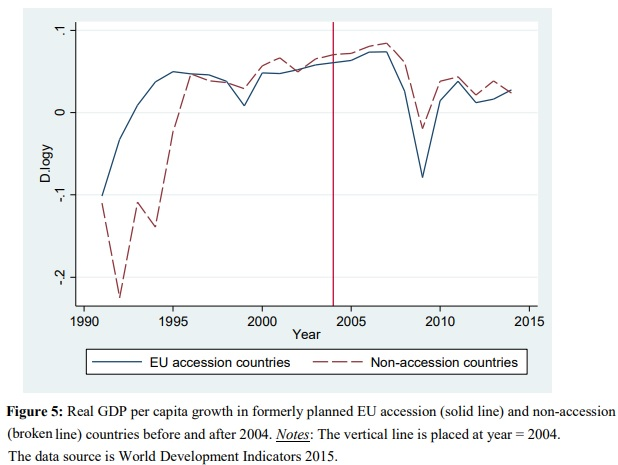 .1
0
-.1
-.2
D.logy
1990 1995 2000 2005 2010 2015
Year
EU accession countries Non-accession countries
Figure 5: Real GDP per capita growth in formerly planned EU accession (solid line) and non-accession
(broken line) countries before and after 2004. Notes: The vertical line is placed at year = 2004.
The data source is World Development Indicators 2015.